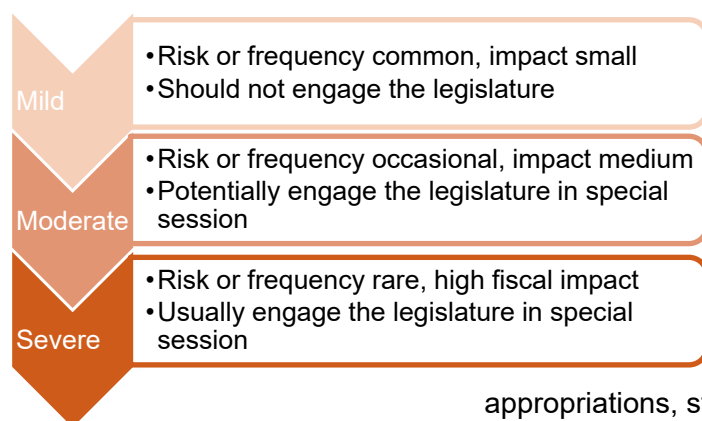 Mild
•Risk or frequency common, impact small
•Should not engage the legislature
Moderate
•Risk or frequency occasional, impact medium
•Potentially engage the legislature in special
session
Severe
•Risk or frequency rare, high fiscal impact
•Usually engage the legislature in special
session
appropriations,